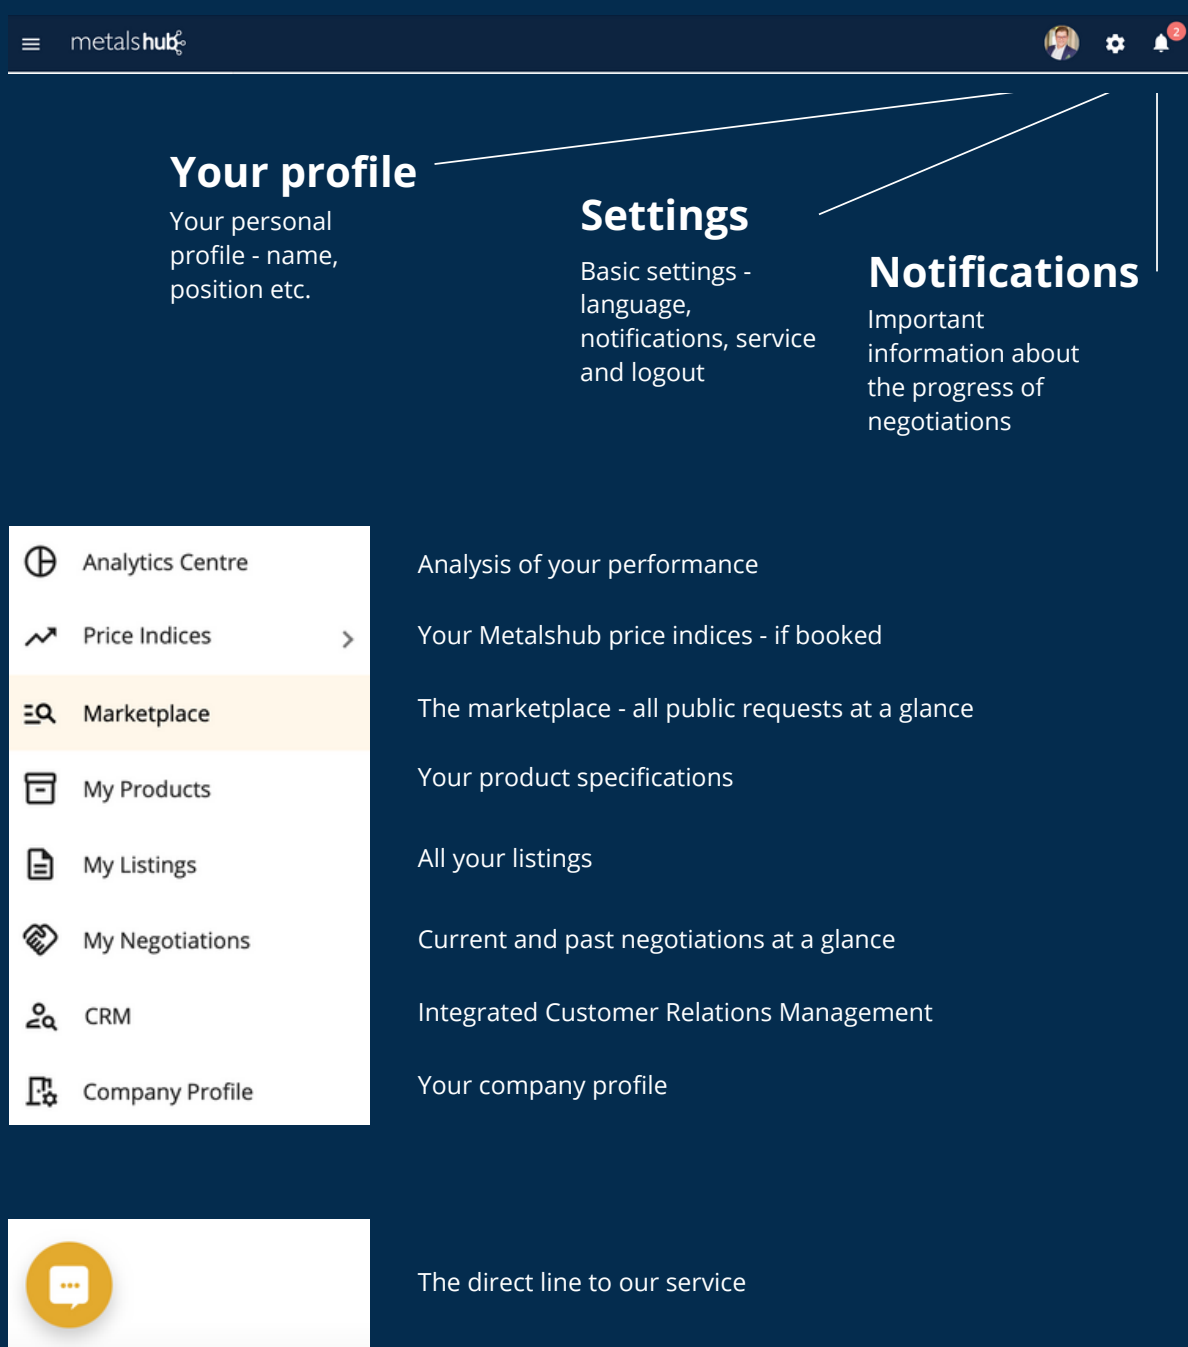 metalshub
2
Your profile
Your personal
profile - name,
position etc.
Settings
Basic settings -
language,
notifications, service
and logout
Notifications
Important
information about
the progress of
negotiations
Analytics Centre
Analysis of your performance
Price Indices
Your Metalshub price indices - if booked
Marketplace
The marketplace - all public requests at a glance
My Products
Your product specifications
My Listings
All your listings
My Negotiations
Current and past negotiations at a glance
CRM
Integrated Customer Relations Management
Company Profile
Your company profile
The direct line to our service